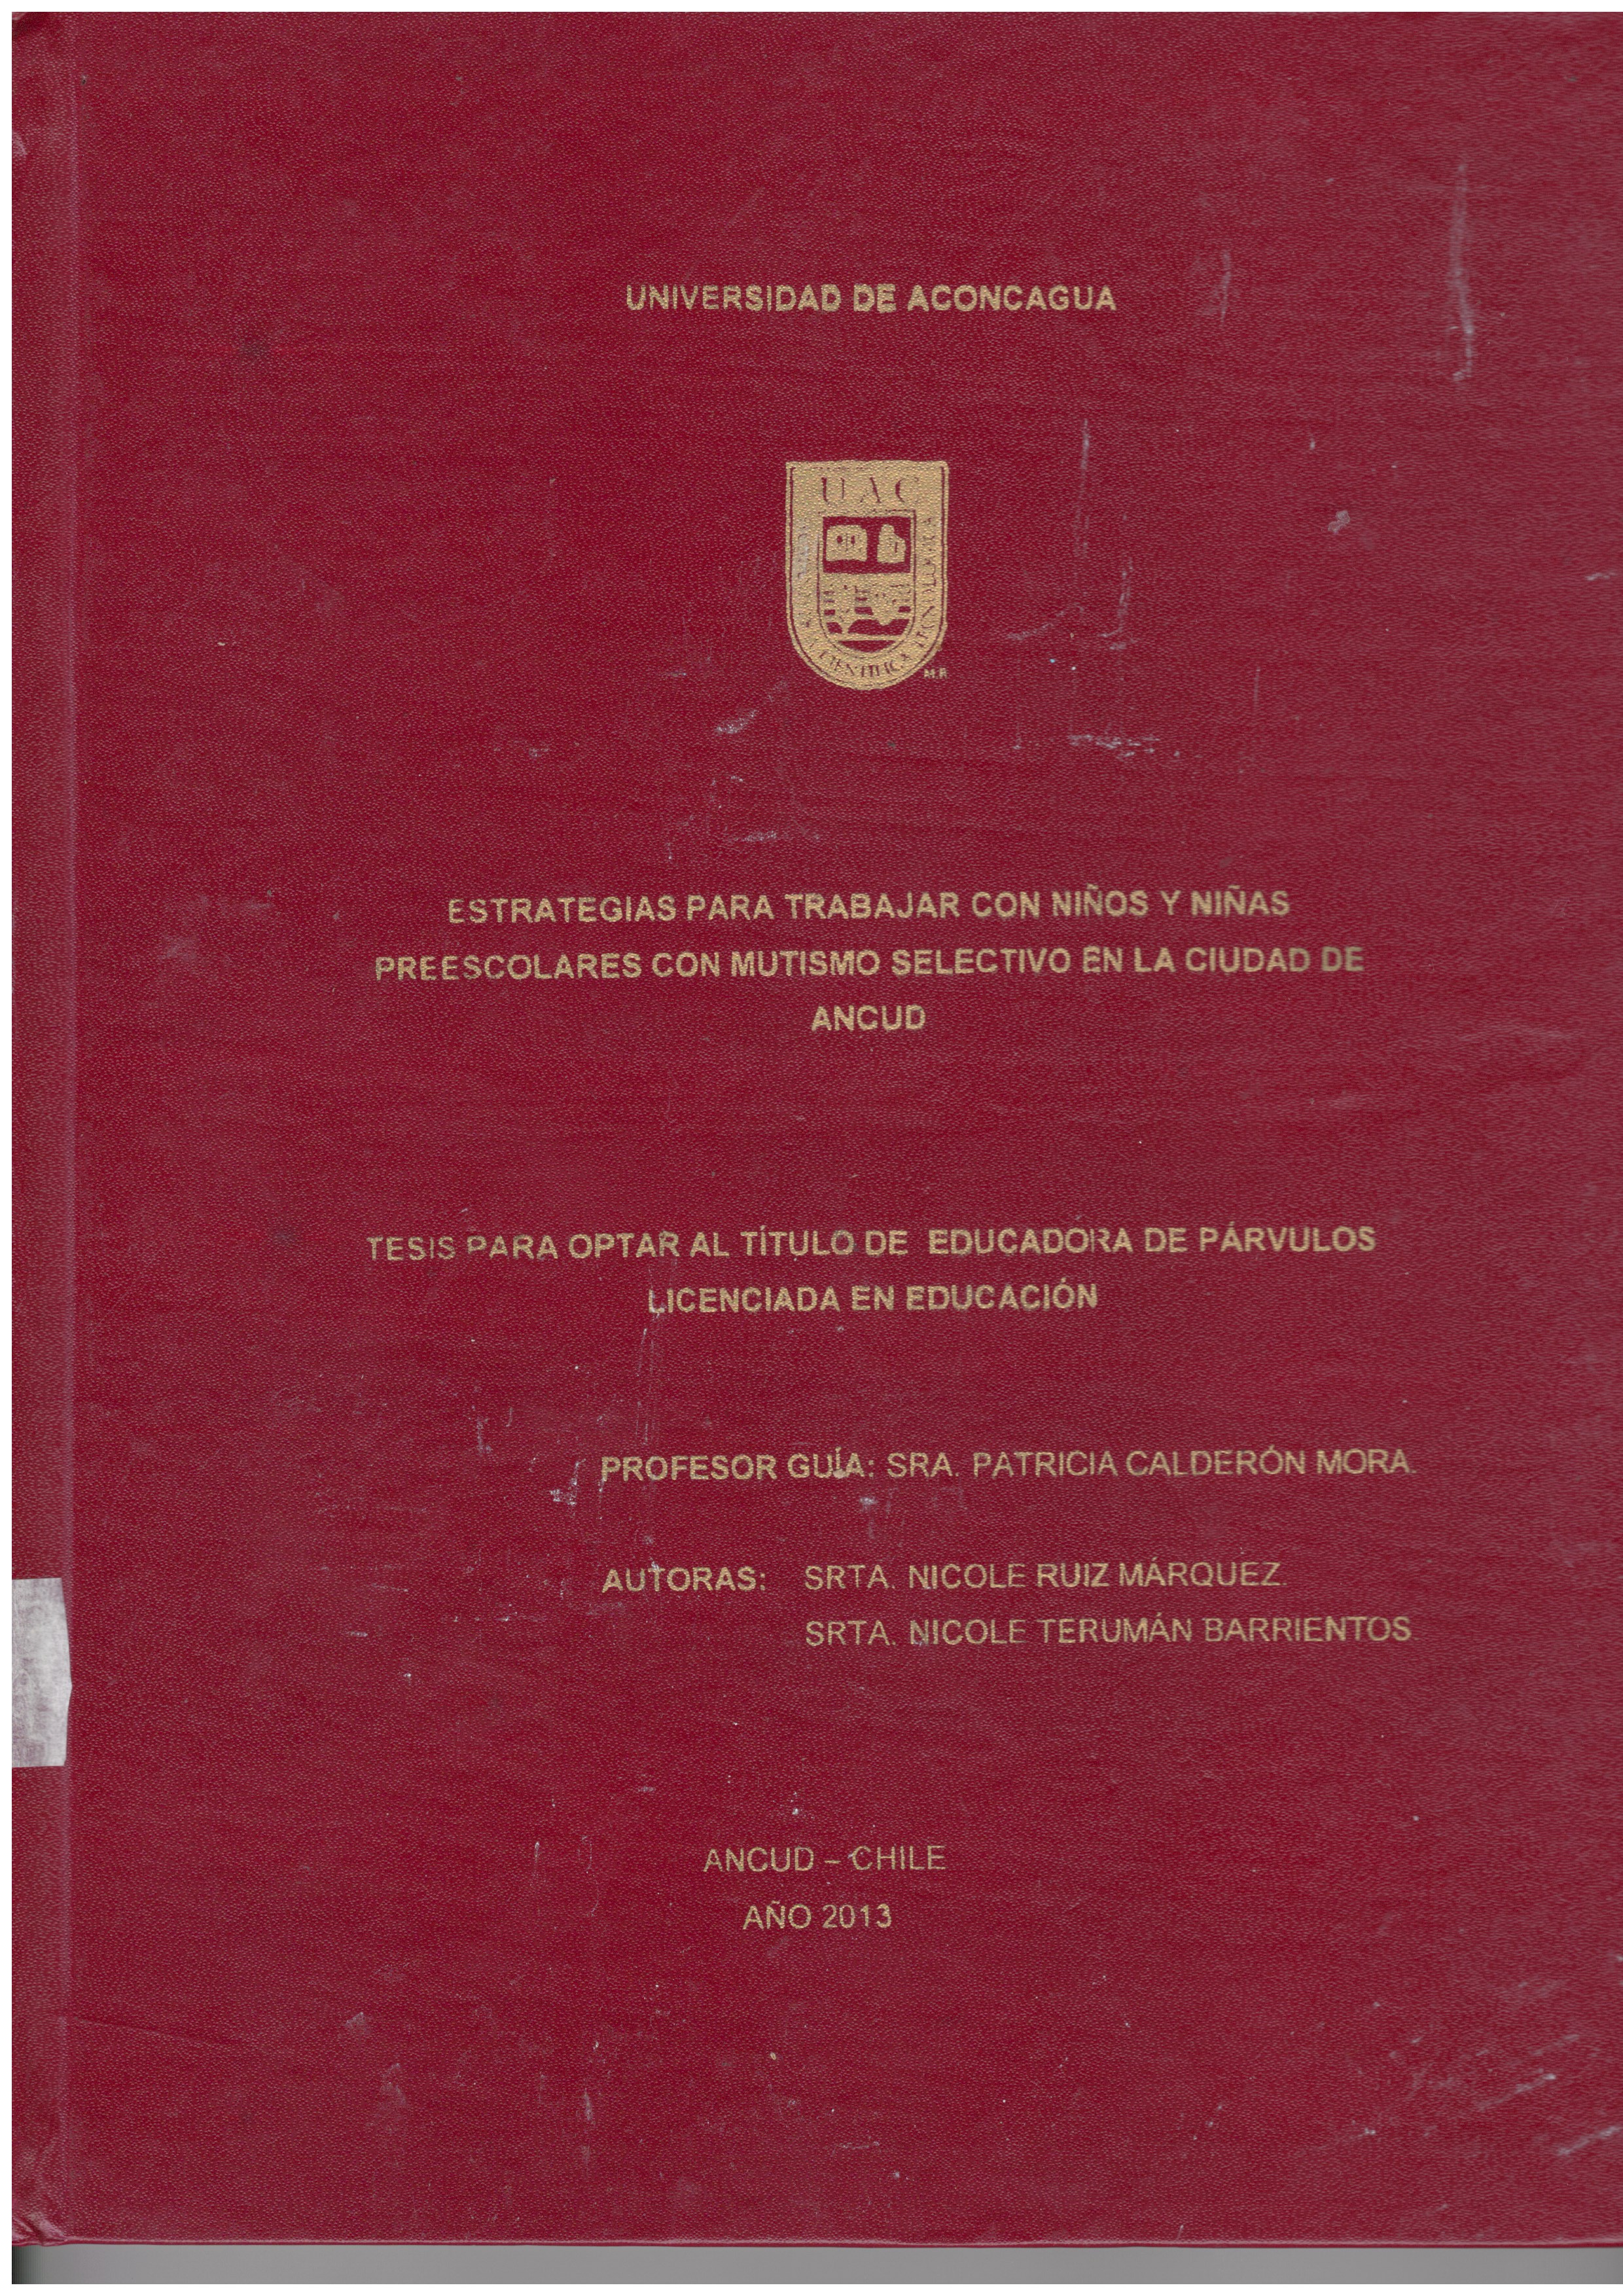 UNIVERSIDAD DE ACONCAGUA
UAC
CIENTIFICA
M.R
ESTRATEGIAS PARA TRABAJAR CON NIÑOS Y NIÑAS
PREESCOLARES CON MUTISMO SELECTIVO EN LA CIUDAD DE
ANCUD
TESIS PARA OPTAR AL TÍTULO DE EDUCADORA DE PÁRVULOS
LICENCIADA EN EDUCACIÓN
PROFESOR GUÍA: SRA. PATRICIA CALDERÓN MORA.
AUTORAS: SRTA. NICOLE RUIZ MÁRQUEZ.
SRTA. NICOLE TERUMÁN BARRIENTOS.
ANCUD – CHILE
AÑO 2013